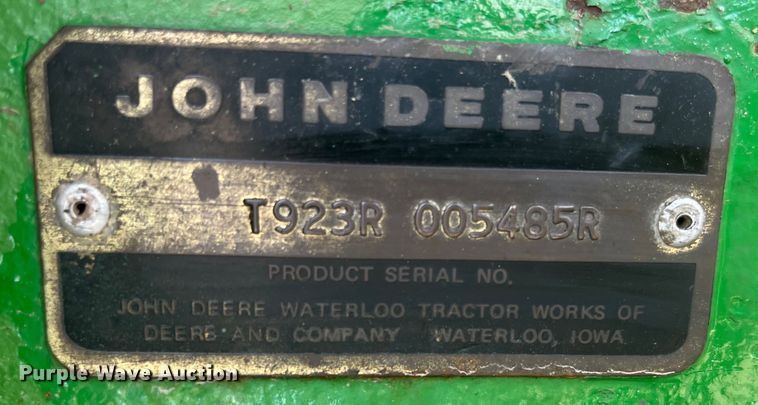 JOHN DEERE
T923R 005485R
PRODUCT SERIAL NO.
JOHN DEERE WATERLOO TRACTOR WORKS OF
DEERE AND COMPANY WATERLOO, IOWA
Purple Wave Auction